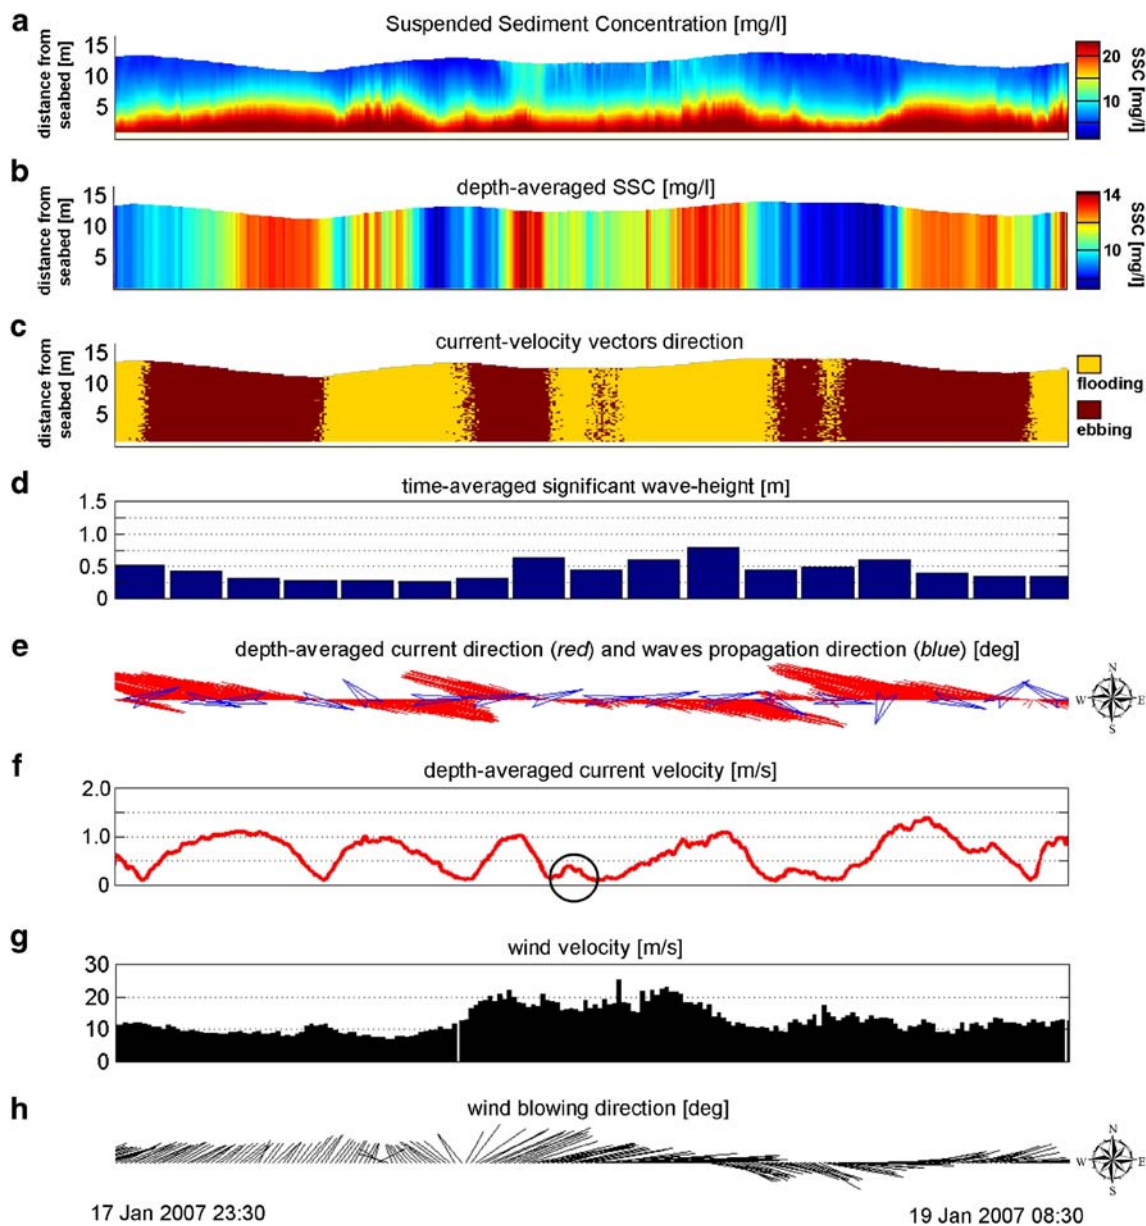 a
Suspended Sediment Concentration [mg/l]
distance from
seabed [m]
15
10
5
20
10
SSC [mg/l]
b
depth-averaged SSC [mg/l]
distance from
seabed [m]
15
10
5
14
10
SSC [mg/l]
c
current-velocity vectors direction
distance from
seabed [m]
15
10
5
flooding
ebbing
d
time-averaged significant wave-height [m]
1.5
1.0
0.5
0
e
depth-averaged current direction (red) and waves propagation direction (blue) [deg]
N
W E
S
f
depth-averaged current velocity [m/s]
2.0
1.0
0
g
wind velocity [m/s]
30
20
10
0
h
wind blowing direction [deg]
N
W E
S
17 Jan 2007 23:30
19 Jan 2007 08:30